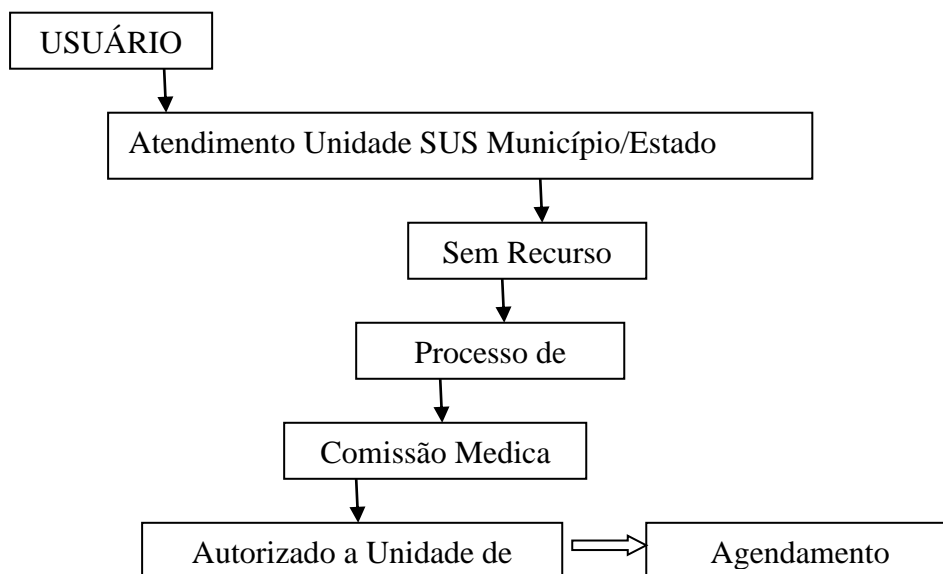 USUÁRIO
Atendimento Unidade SUS Município/Estado
Sem Recurso
Processo de
Comissão Medica
Autorizado a Unidade de
Agendamento